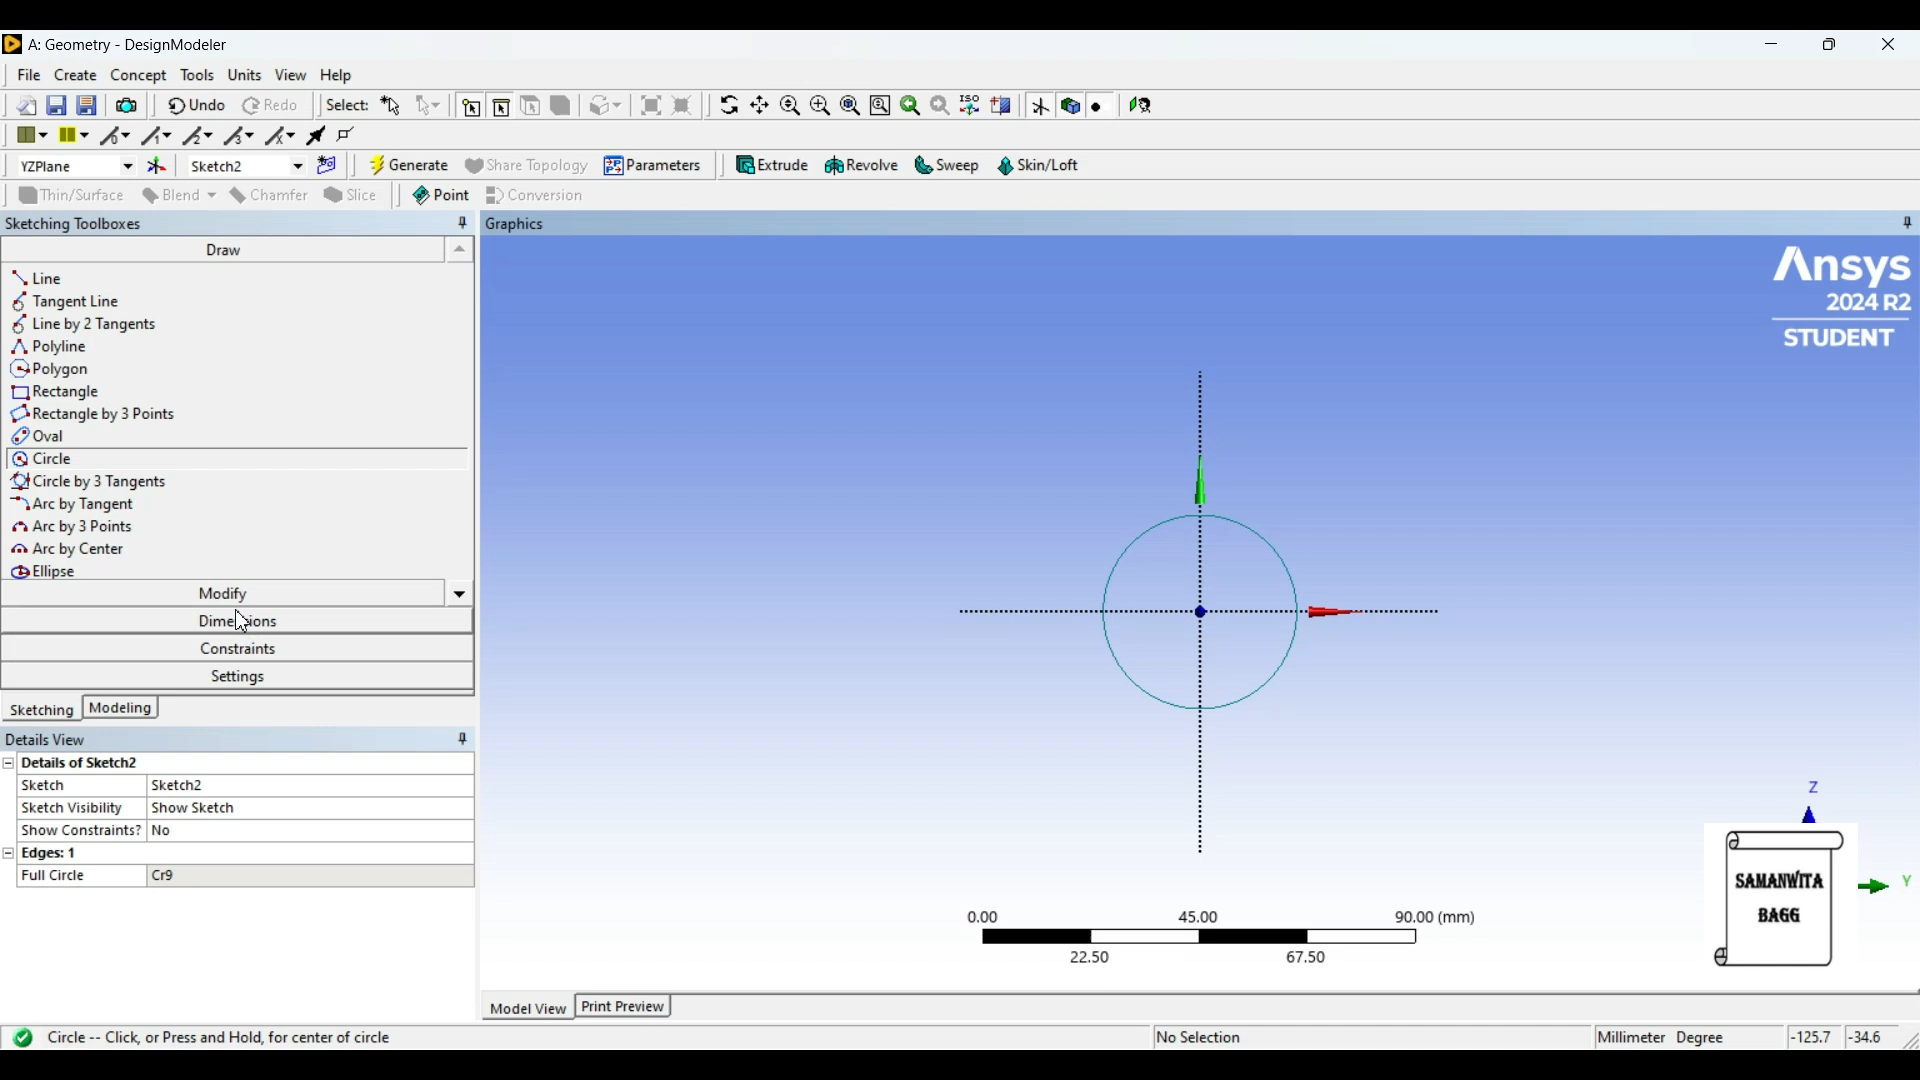 A: Geometry - DesignModeler
File Create Concept Tools Units View Help
Undo Redo Select: ISO
YZPlane Sketch2 Generate Share Topology Parameters Extrude Revolve Sweep Skin/Loft
Thin/Surface Blend Chamfer Slice Point Conversion
Sketching Toolboxes
Draw
Line
Tangent Line
Line by 2 Tangents
Polyline
Polygon
Rectangle
Rectangle by 3 Points
Oval
Circle
Circle by 3 Tangents
Arc by Tangent
Arc by 3 Points
Arc by Center
Ellipse
Modify
Dimensions
Constraints
Settings
Sketching Modeling
Details View
Details of Sketch2
Sketch Sketch2
Sketch Visibility Show Sketch
Show Constraints? No
Edges: 1
Full Circle Cr9
Graphics
Ansys
2024 R2
STUDENT
Z
Y
SAMANWITA
BAGG
0.00 45.00 90.00 (mm)
22.50 67.50
Model View Print Preview
Circle -- Click, or Press and Hold, for center of circle No Selection Millimeter Degree -125.7 -34.6